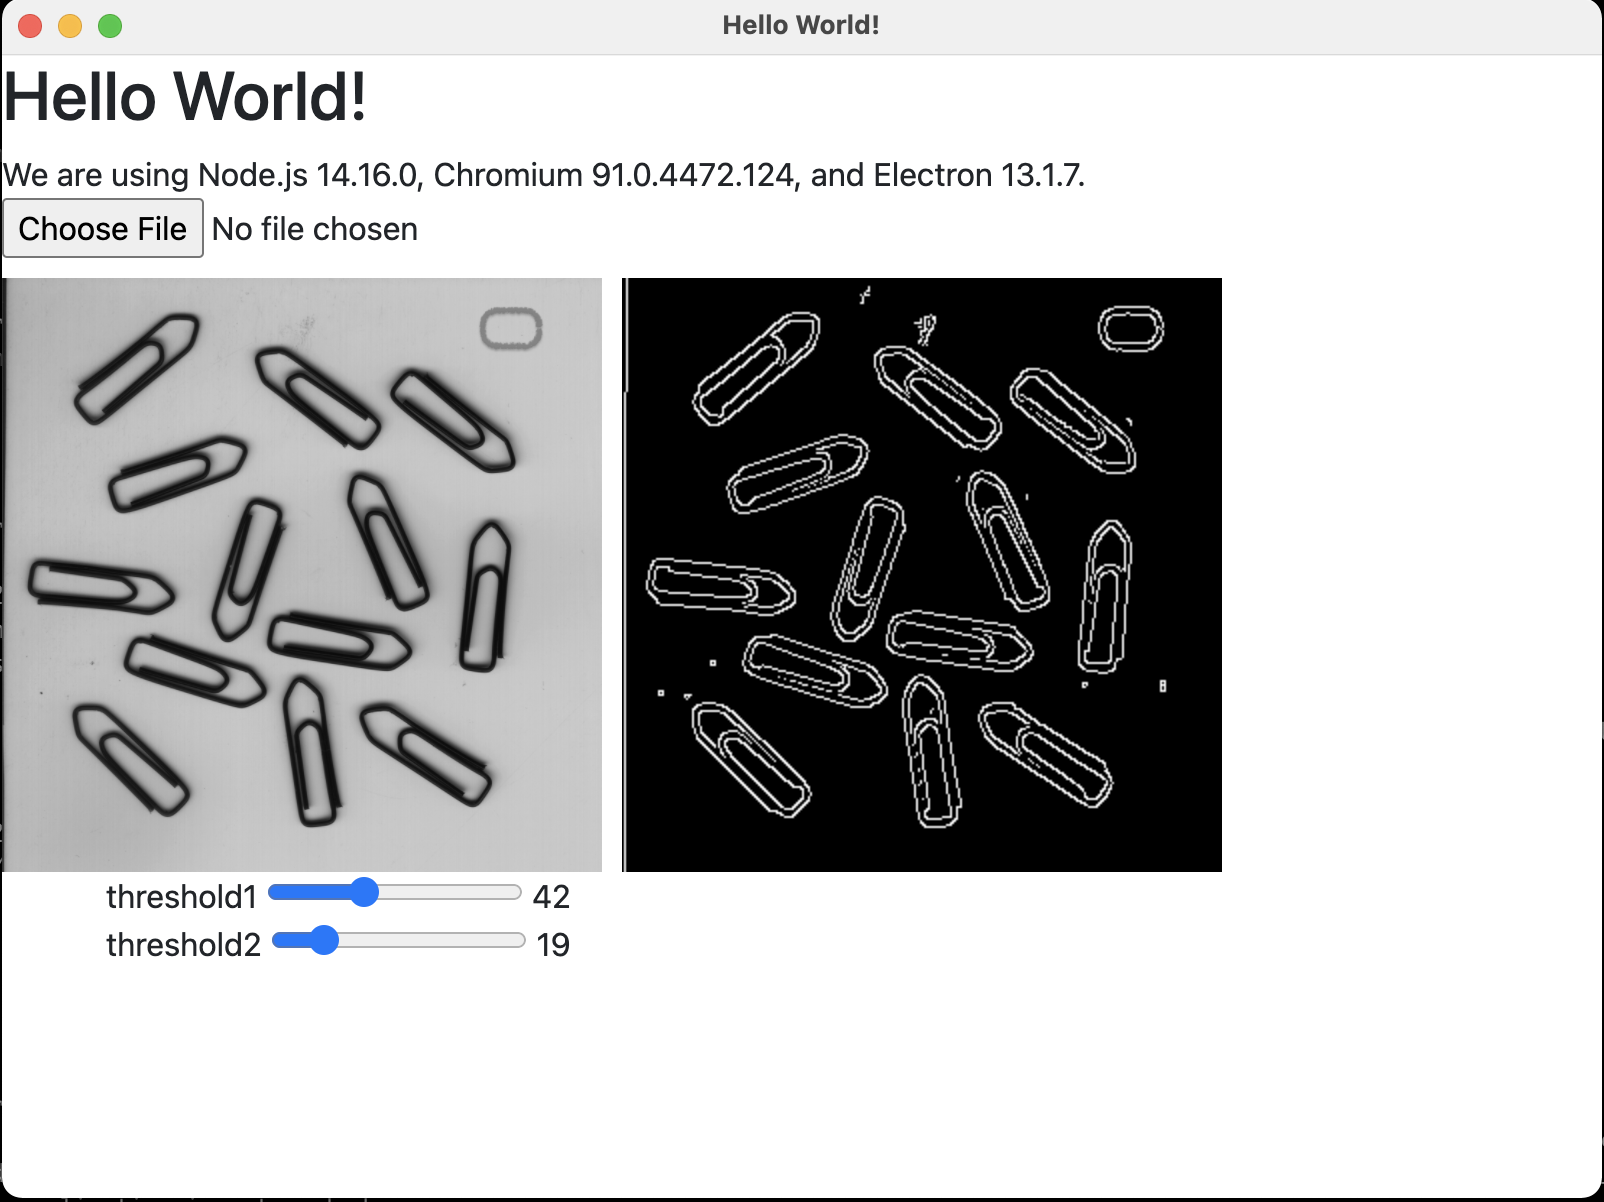 Hello World!
Hello World!
We are using Node.js 14.16.0, Chromium 91.0.4472.124, and Electron 13.1.7.
Choose File No file chosen
threshold1 42
threshold2 19